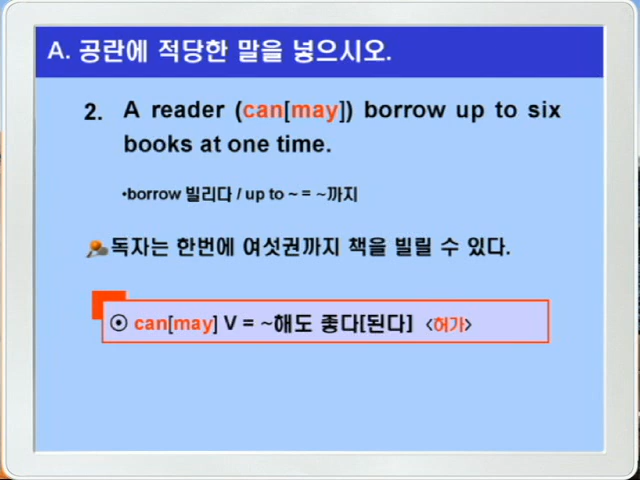 A. 공란에 적당한 말을 넣으시오.
2. A reader (can[may]) borrow up to six
books at one time.
•borrow 빌리다 / up to ~ = ~까지
독자는 한번에 여섯권까지 책을 빌릴 수 있다.
⊙ can[may] V = ~해도 좋다[된다] <허가>